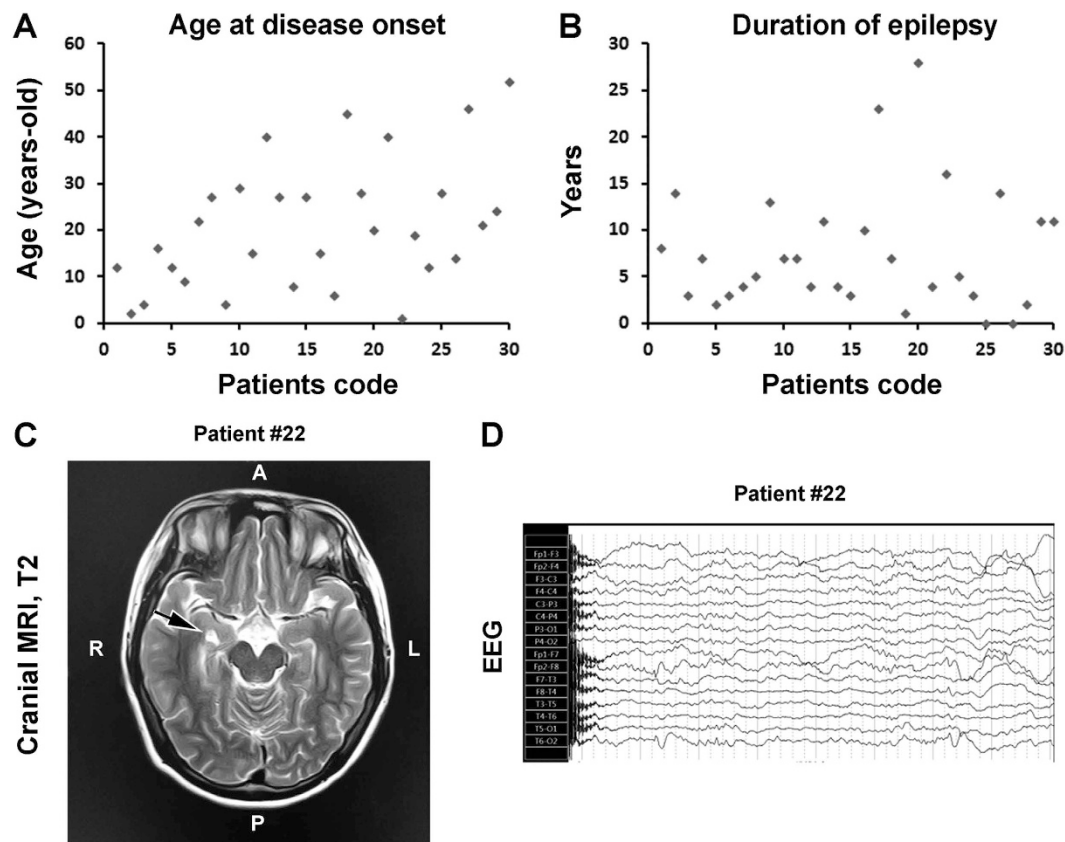 A
Age at disease onset
60
50
40
30
20
10
0
0 5 10 15 20 25 30
Age (years-old)
Patients code
B
Duration of epilepsy
30
25
20
15
10
5
0
0 5 10 15 20 25 30
Years
Patients code
C
Patient #22
Cranial MRI, T2
A
R
L
P
D
Patient #22
EEG
Fp1-F3
Fp2-F4
F3-C3
F4-C4
C3-P3
C4-P4
P3-O1
P4-O2
Fp1-F7
Fp2-F8
F7-T3
F8-T4
T3-T5
T4-T6
T5-O1
T6-O2